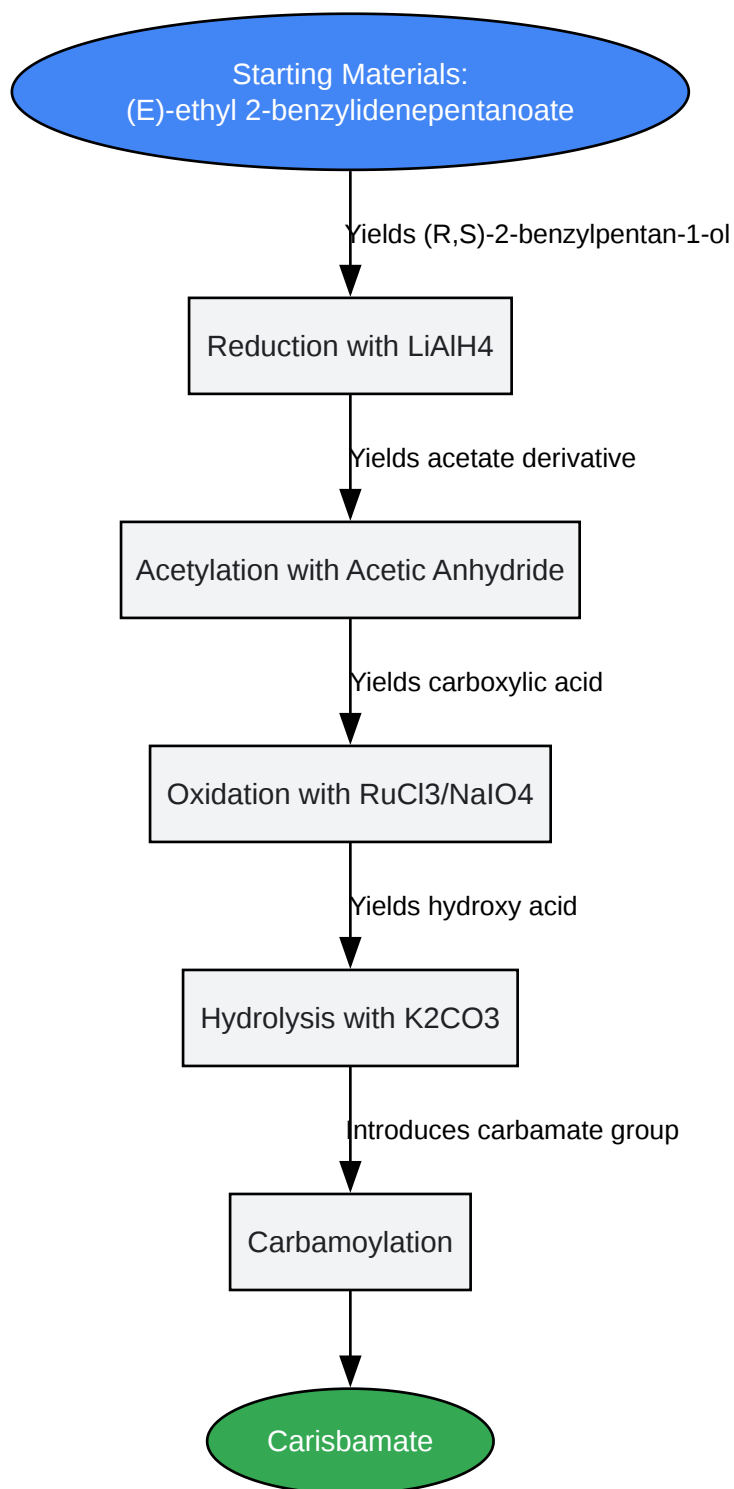 Starting Materials:
(E)-ethyl 2-benzylidenepentanoate
Yields (R,S)-2-benzylpentan-1-ol
Reduction with LiAlH4
Yields acetate derivative
Acetylation with Acetic Anhydride
Yields carboxylic acid
Oxidation with RuCl3/NaIO4
Yields hydroxy acid
Hydrolysis with K2CO3
Introduces carbamate group
Carbamoylation
Carisbamate